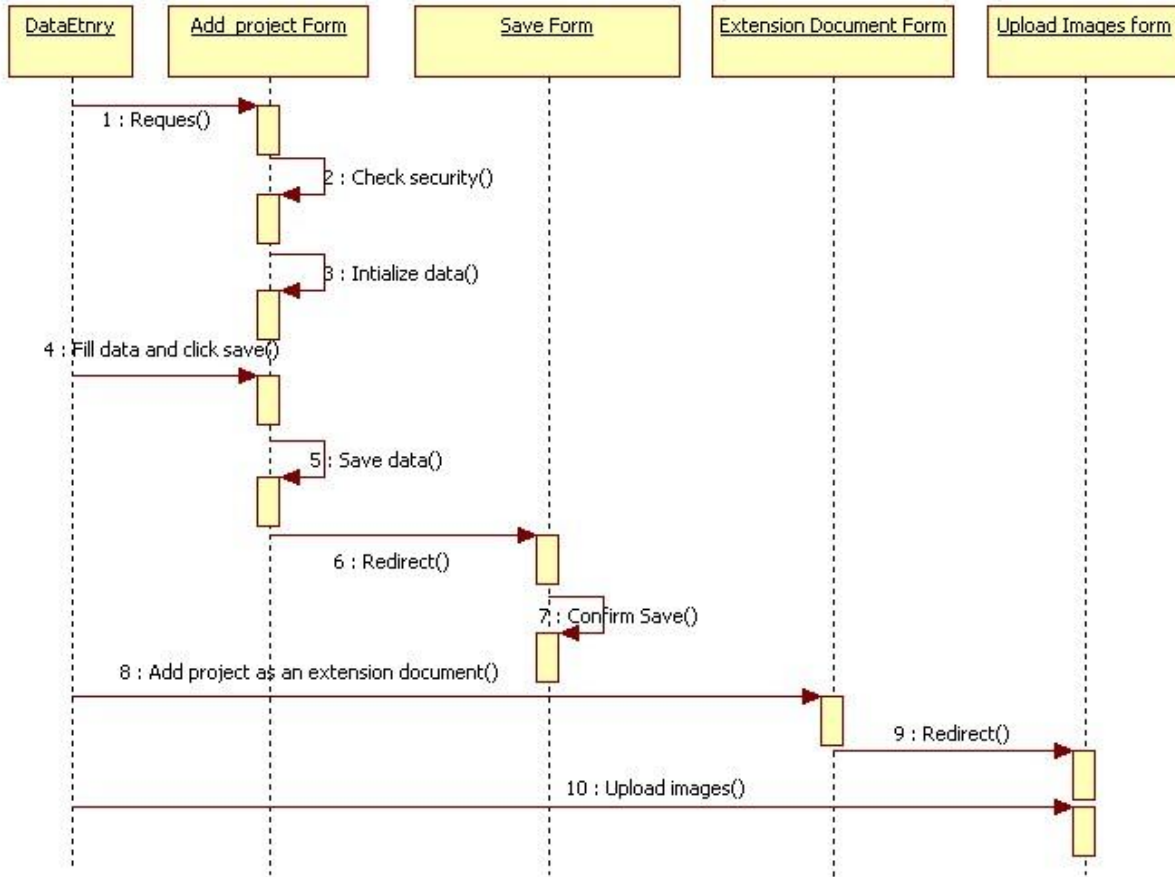 DataEtnry
Add_project Form
Save Form
Extension Document Form
Upload Images form
1 : Reques()
2 : Check security()
3 : Intialize data()
4 : Fill data and click save()
5 : Save data()
6 : Redirect()
7 : Confirm Save()
8 : Add project as an extension document()
9 : Redirect()
10 : Upload images()